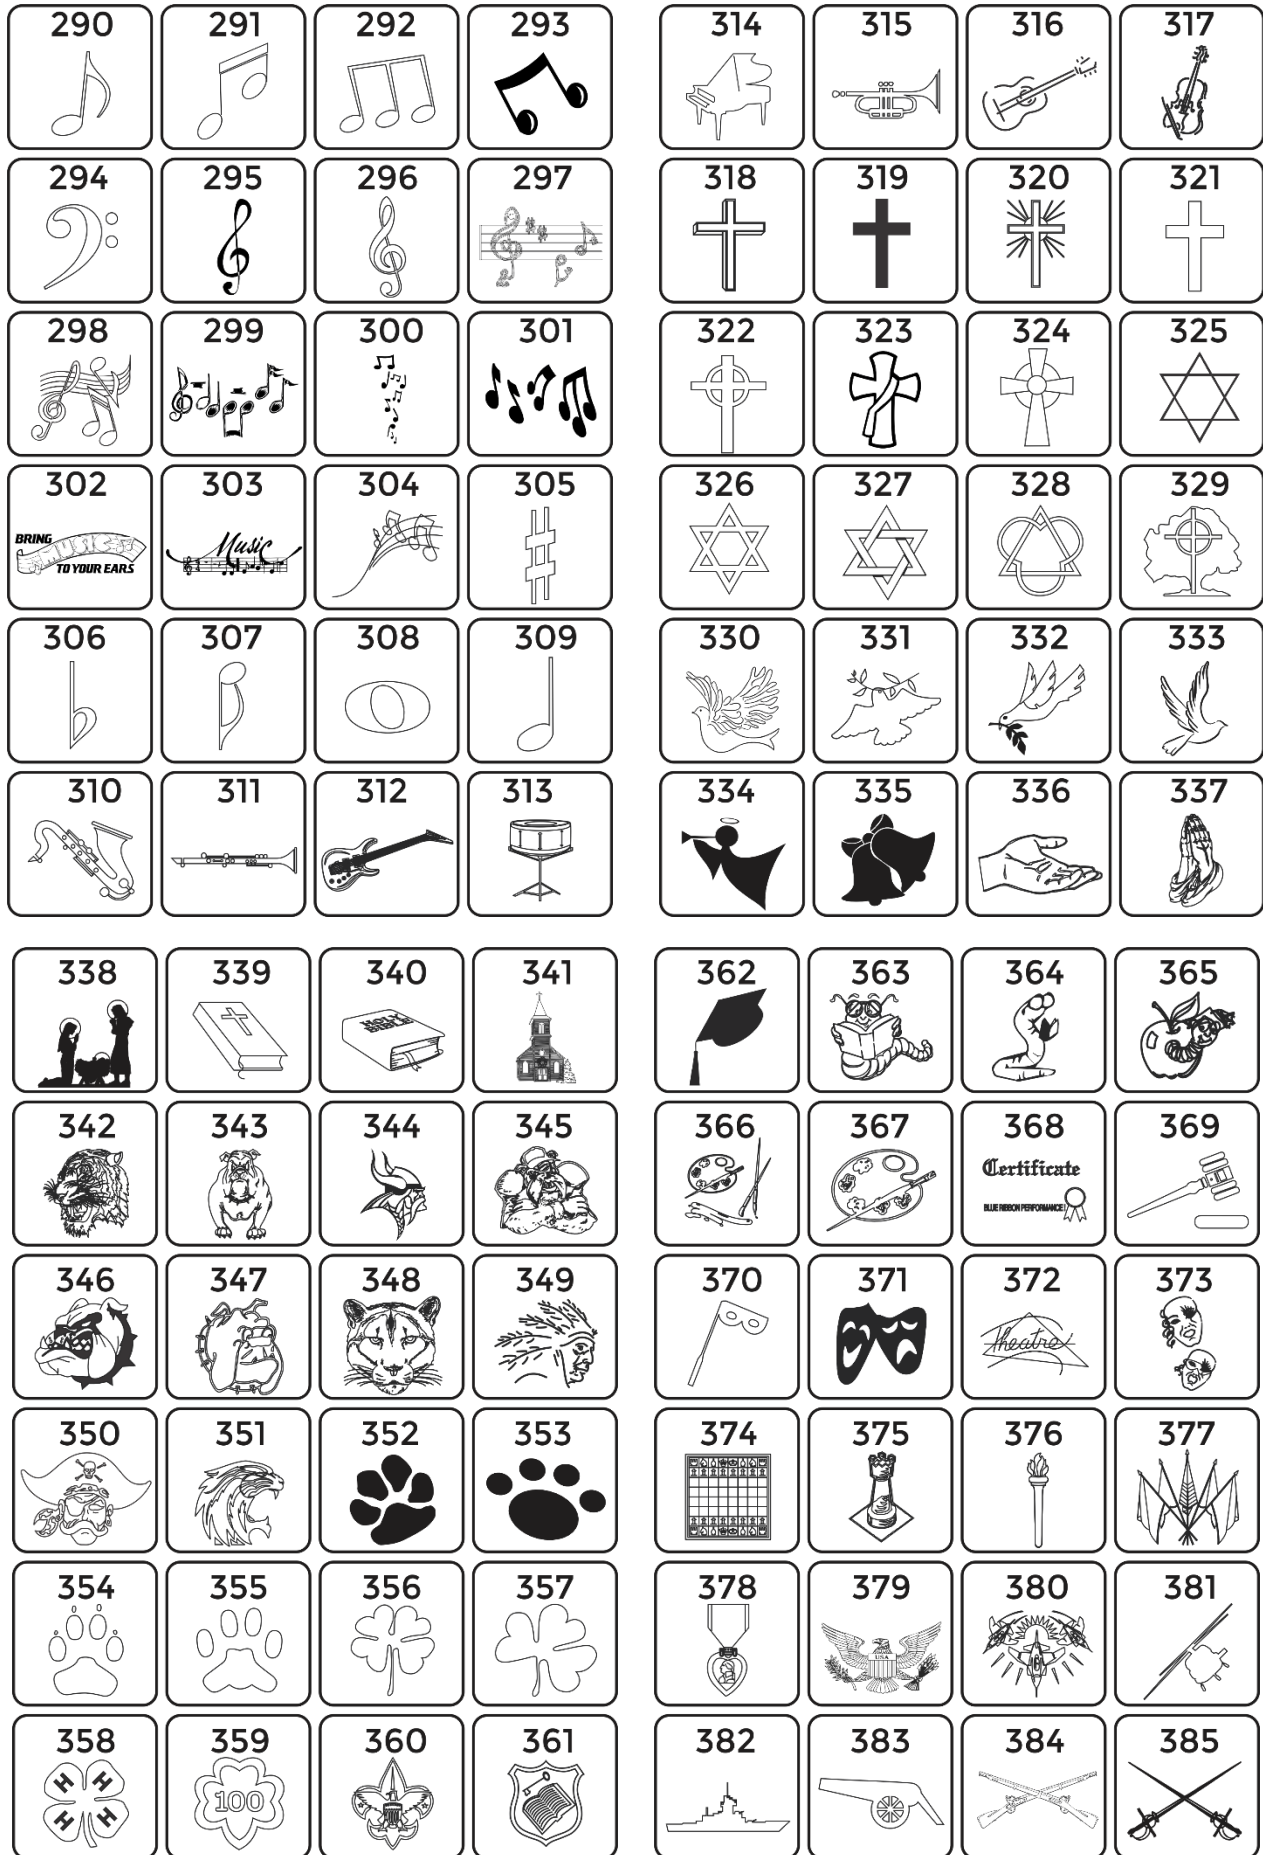 290 291 292 293
294 295 296 297
298 299 300 301
302 303 304 305
BRING
MUSIC
TO YOUR EARS
Music
306 307 308 309
310 311 312 313
314 315 316 317
318 319 320 321
322 323 324 325
326 327 328 329
330 331 332 333
334 335 336 337
338 339 340 341
HOLY
BIBLE
342 343 344 345
346 347 348 349
350 351 352 353
354 355 356 357
358 359 360 361
H H
H H
100
362 363 364 365
366 367 368 369
Certificate
BLUE RIBBON PERFORMANCE!
370 371 372 373
Theatre
374 375 376 377
378 379 380 381
USA
382 383 384 385